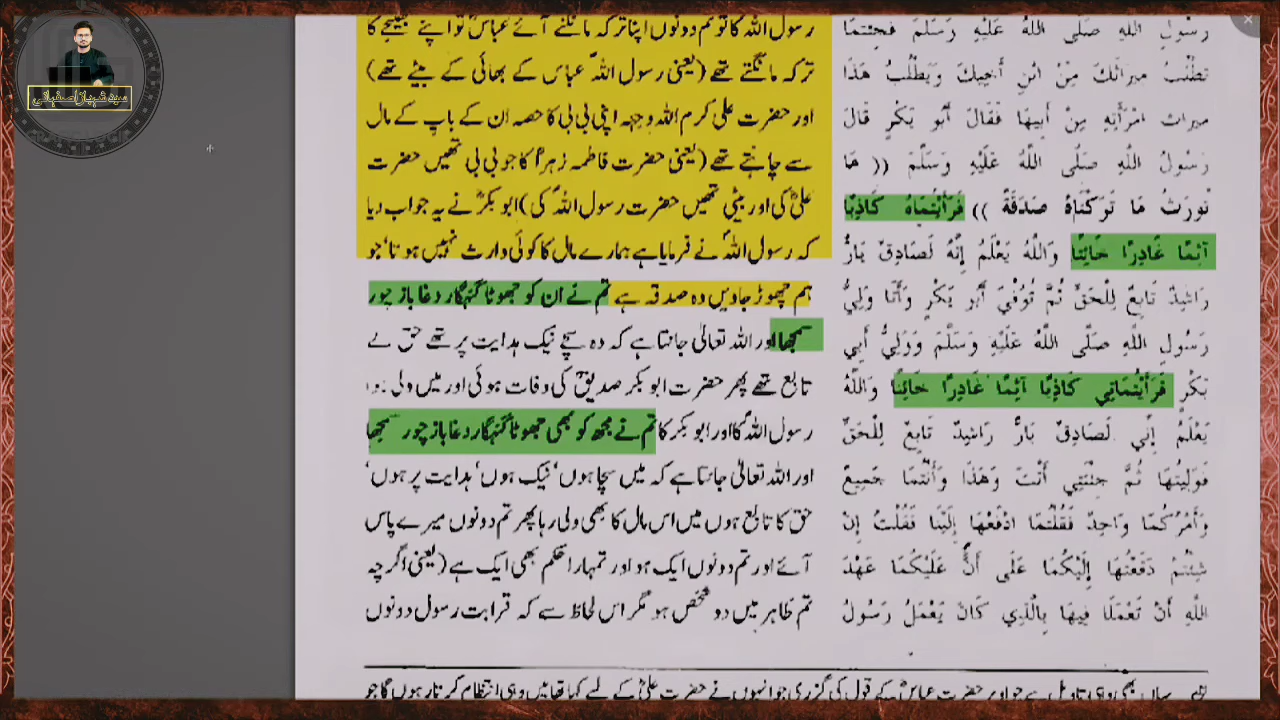 سید شہنواز اصفہانی
رَسُولِ اللهِ صَلَّى اللهُ عَلَيْهِ وَسَلَّمَ فَجِئْتُمَا
تَطْلُبُ مِيرَاثَكَ مِنْ ابْنِ أَخِيكَ وَيَطْلُبُ هَذَا
مِيرَاثَ امْرَأَتِهِ مِنْ أَبِيهَا فَقَالَ أَبُو بَكْرٍ قَالَ
رَسُولُ اللهِ صَلَّى اللَّهُ عَلَيْهِ وَسَلَّمَ (( مَا
نُورَثُ مَا تَرَكْنَاهُ صَدَقَةٌ )) فَرَأَيْتُمَاهُ كَاذِبًا
آثِمًا غَادِرًا خَائِنًا وَاللَّهُ يَعْلَمُ إِنَّهُ لَصَادِقٌ بَارٌّ
رَاشِدٌ تَابِعٌ لِلْحَقِّ ثُمَّ تُوُفِّيَ أَبُو بَكْرٍ وَأَنَا وَلِيُّ
رَسُولِ اللَّهِ صَلَّى اللَّهُ عَلَيْهِ وَسَلَّمَ وَوَلِيُّ أَبِي
بَكْرٍ فَرَأَيْتُمَانِي كَاذِبًا آثِمًا غَادِرًا خَائِنًا وَاللَّهُ
يَعْلَمُ إِنِّي لَصَادِقٌ بَارٌّ رَاشِدٌ تَابِعٌ لِلْحَقِّ
فَوَلِيتُهَا ثُمَّ جِئْتَنِي أَنْتَ وَهَذَا وَأَنْتُمَا جَمِيعٌ
وَأَمْرُكُمَا وَاحِدٌ فَقُلْتُمَا ادْفَعْهَا إِلَيْنَا فَقُلْتُ إِنْ
شِئْتُمْ دَفَعْتُهَا إِلَيْكُمَا عَلَى أَنَّ عَلَيْكُمَا عَهْدَ
اللَّهِ أَنْ تَعْمَلَا فِيهَا بِالَّذِي كَانَ يَعْمَلُ رَسُولُ
رسول اللہ کا تو تم دونوں اپنا ترکہ مانگنے آئے عباسؓ تو اپنے بھتیجے کا
ترکہ مانگتے تھے (یعنی رسول اللہؐ عباس کے بھائی کے بیٹے تھے)
اور حضرت علی کرم اللہ وجہہ اپنی بی بی کا حصہ ان کے باپ کے مال
سے چاہتے تھے (یعنی حضرت فاطمہ زہراؓ کا جو بی بی تھیں حضرت
علیؓ کی اور بیٹی تھیں حضرت رسول اللہؐ کی) ابوبکرؓ نے یہ جواب دیا
کہ رسول اللہؐ نے فرمایا ہے ہمارے مال کا کوئی وارث نہیں ہوتا' جو
ہم چھوڑ جاویں وہ صدقہ ہے تم نے ان کو جھوٹا گنہگار دغا باز چور
سمجھا اور اللہ تعالیٰ جانتا ہے کہ وہ سچے نیک ہدایت پر تھے حق کے
تابع تھے پھر حضرت ابو بکر صدیقؓ کی وفات ہوئی اور میں ولی ہوا
رسول اللہؐ کا اور ابو بکر کا تم نے مجھ کو بھی جھوٹا گنہگار دغا باز چور سمجھا
اور اللہ تعالیٰ جانتا ہے کہ میں سچا ہوں' نیک ہوں' ہدایت پر ہوں'
حق کا تابع ہوں میں اس مال کا بھی ولی رہا پھر تم دونوں میرے پاس
آئے اور تم دونوں ایک ہو اور تمہارا حکم بھی ایک ہے (یعنی اگرچہ
تم ظاہر میں دو شخص ہو مگر اس لحاظ سے کہ قرابت رسول دونوں